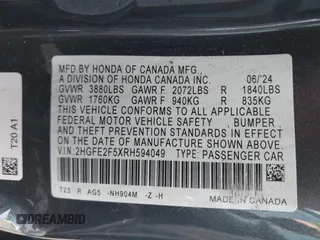 MFD BY HONDA OF CANADA MFG.,
A DIVISION OF HONDA CANADA INC. 06/'24
GVWR 3880LBS GAWR F 2072LBS R 1840LBS
GVWR 1760KG GAWR F 940KG R 835KG
THIS VEHICLE CONFORMS TO ALL APPLICABLE
FEDERAL MOTOR VEHICLE SAFETY, BUMPER, AND
THEFT PREVENTION STANDARDS IN EFFECT
ON THE DATE OF MANUFACTURE SHOWN ABOVE.
V.I.N:2HGFE2F5XRH594049 TYPE: PASSENGER CAR
T23 R AG5 -NH904M -Z -H
MADE IN CANADA
T20 A1
DREAMBID